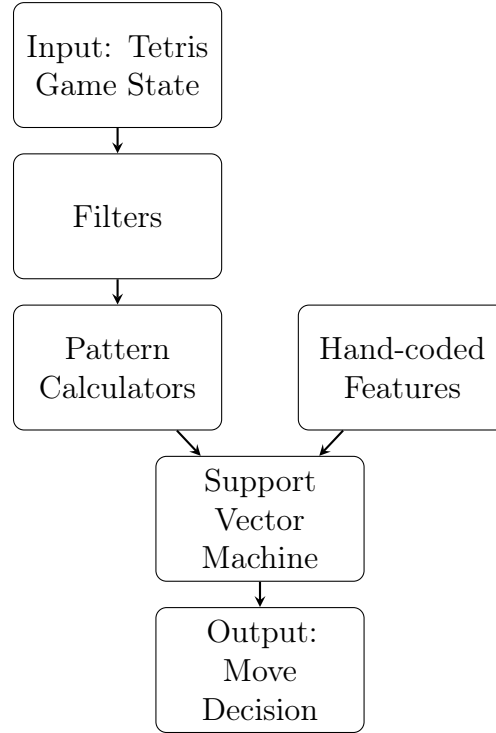 Input: Tetris
Game State
Filters
Pattern
Calculators
Hand-coded
Features
Support
Vector
Machine
Output:
Move
Decision